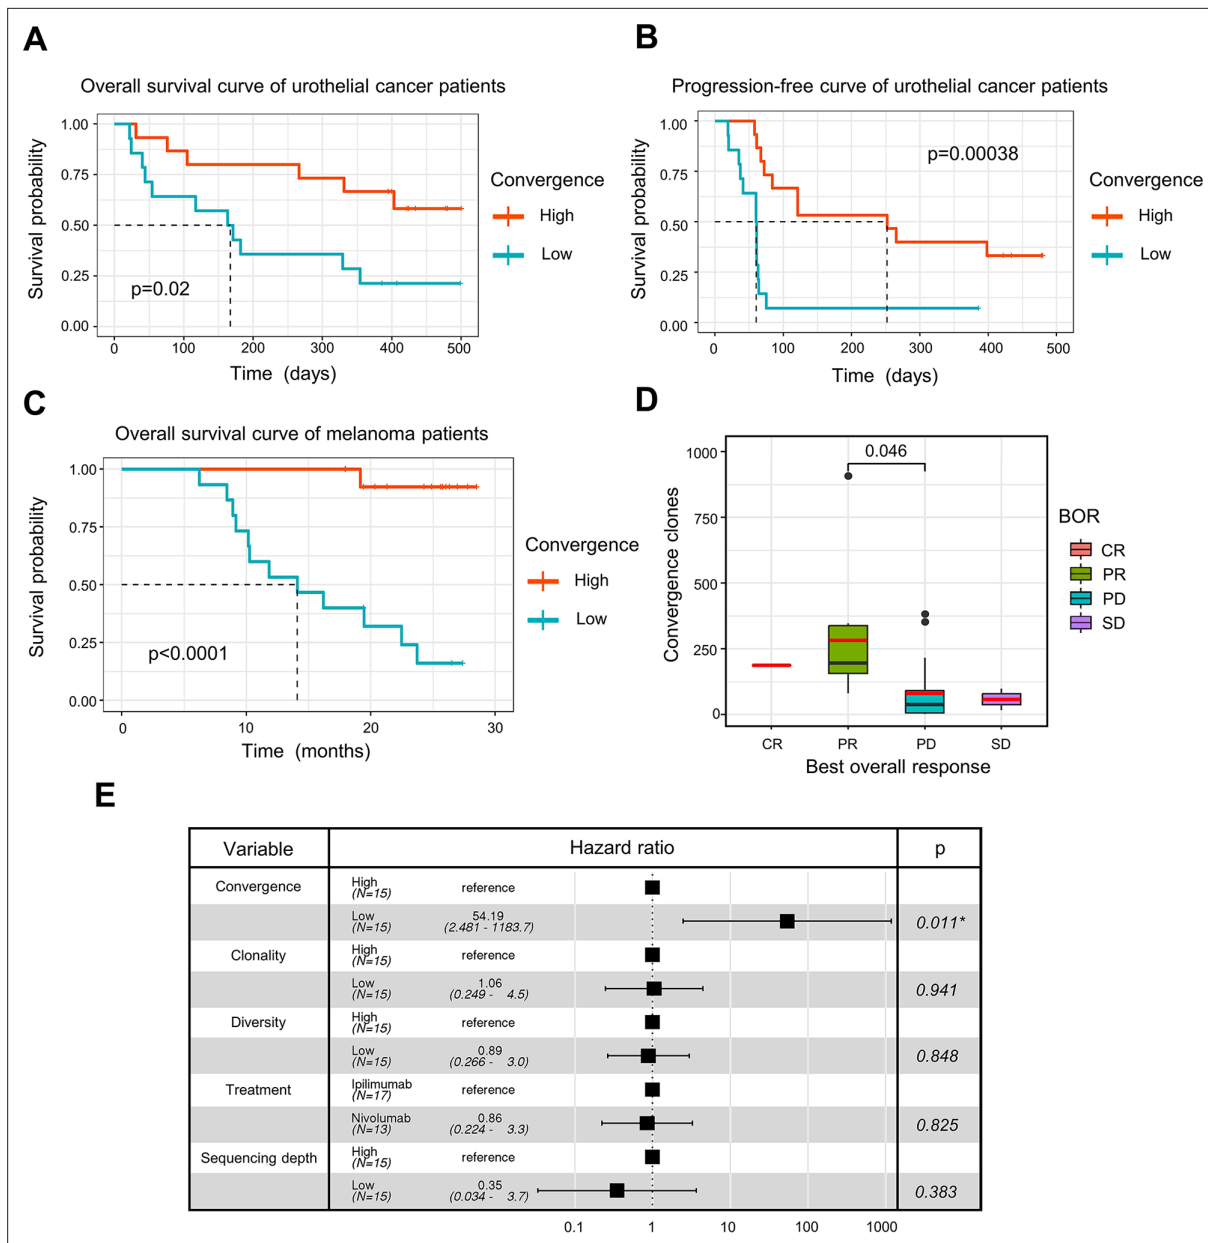 A
Overall survival curve of urothelial cancer patients
Survival probability
1.00
0.75
0.50
0.25
0.00
p=0.02
0 100 200 300 400 500
Time (days)
Convergence
High
Low
B
Progression-free curve of urothelial cancer patients
Survival probability
1.00
0.75
0.50
0.25
0.00
p=0.00038
0 100 200 300 400 500
Time (days)
Convergence
High
Low
C
Overall survival curve of melanoma patients
Survival probability
1.00
0.75
0.50
0.25
0.00
p<0.0001
0 10 20 30
Time (months)
Convergence
High
Low
D
Convergence clones
1000
750
500
250
0
0.046
CR PR PD SD
Best overall response
BOR
CR
PR
PD
SD
E
Variable Hazard ratio p
Convergence High (N=15) reference
Low (N=15) 54.19 (2.481 - 1183.7) 0.011*
Clonality High (N=15) reference
Low (N=15) 1.06 (0.249 - 4.5) 0.941
Diversity High (N=15) reference
Low (N=15) 0.89 (0.266 - 3.0) 0.848
Treatment Ipilimumab (N=17) reference
Nivolumab (N=13) 0.86 (0.224 - 3.3) 0.825
Sequencing depth High (N=15) reference
Low (N=15) 0.35 (0.034 - 3.7) 0.383
0.1 1 10 100 1000